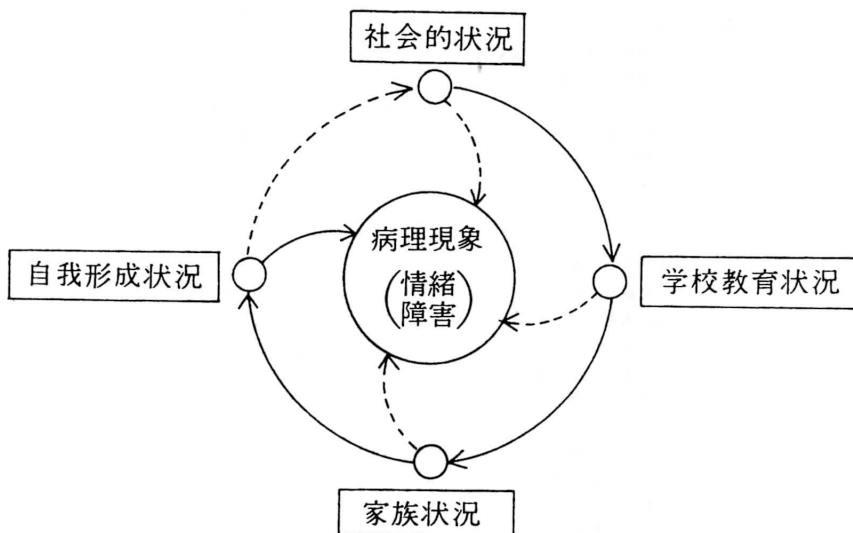 社会的状況
病理現象
(情緒
障害)
自我形成状況
学校教育状況
家族状況